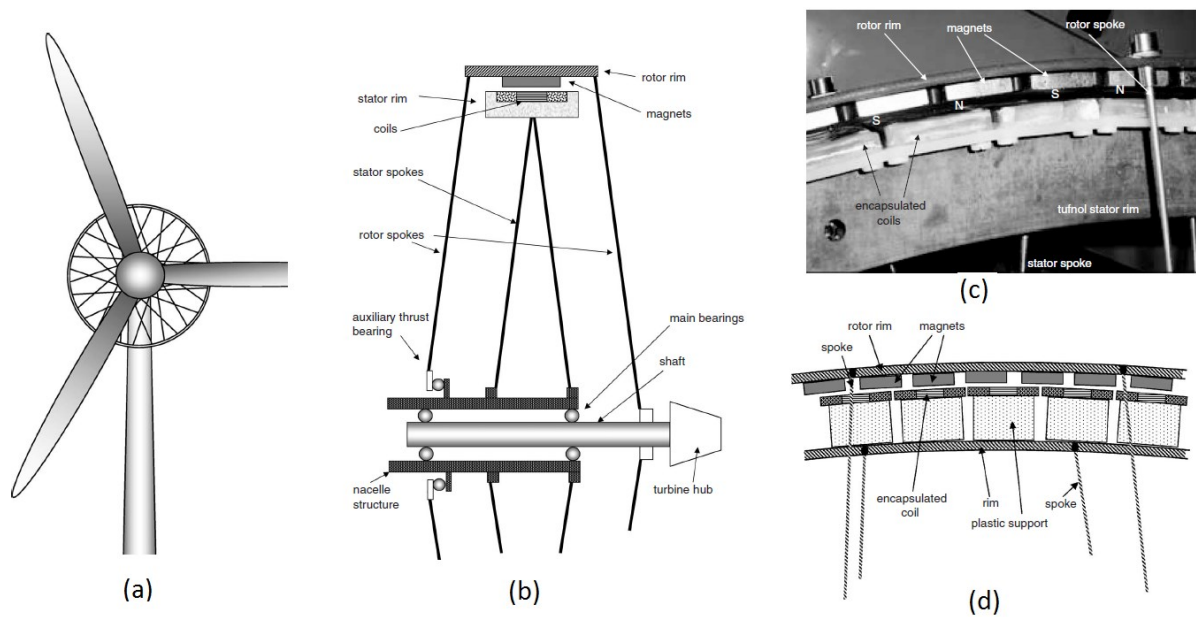 (a)
rotor rim
stator rim
magnets
coils
stator spokes
rotor spokes
auxiliary thrust
bearing
main bearings
shaft
nacelle
structure
turbine hub
(b)
rotor spoke
rotor rim
magnets
S
N
S
N
encapsulated
coils
tufnol stator rim
stator spoke
(c)
rotor rim
magnets
spoke
encapsulated
coil
rim
spoke
plastic support
(d)